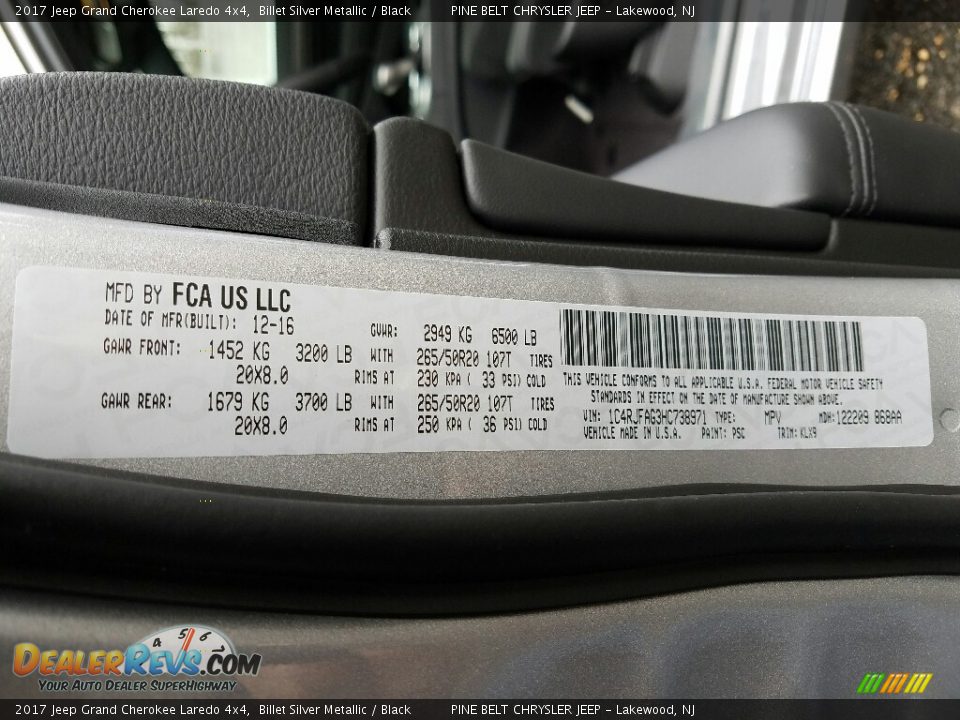 2017 Jeep Grand Cherokee Laredo 4x4, Billet Silver Metallic / Black PINE BELT CHRYSLER JEEP - Lakewood, NJ
MFD BY FCA US LLC
DATE OF MFR(BUILT): 12-16 GVWR: 2949 KG 6500 LB
GAWR FRONT: 1452 KG 3200 LB WITH 265/50R20 107T TIRES
20X8.0 RIMS AT 230 KPA ( 33 PSI) COLD
GAWR REAR: 1679 KG 3700 LB WITH 265/50R20 107T TIRES
20X8.0 RIMS AT 250 KPA ( 36 PSI) COLD
THIS VEHICLE CONFORMS TO ALL APPLICABLE U.S.A. FEDERAL MOTOR VEHICLE SAFETY
STANDARDS IN EFFECT ON THE DATE OF MANUFACTURE SHOWN ABOVE.
VIN: 1C4RJFAG3HC738971 TYPE: MPV MDH: 122209 868AA
VEHICLE MADE IN U.S.A. PAINT: PSC TRIM: KLX9
4 5 6
DEALERREVS.COM
YOUR AUTO DEALER SUPERHIGHWAY
2017 Jeep Grand Cherokee Laredo 4x4, Billet Silver Metallic / Black PINE BELT CHRYSLER JEEP - Lakewood, NJ